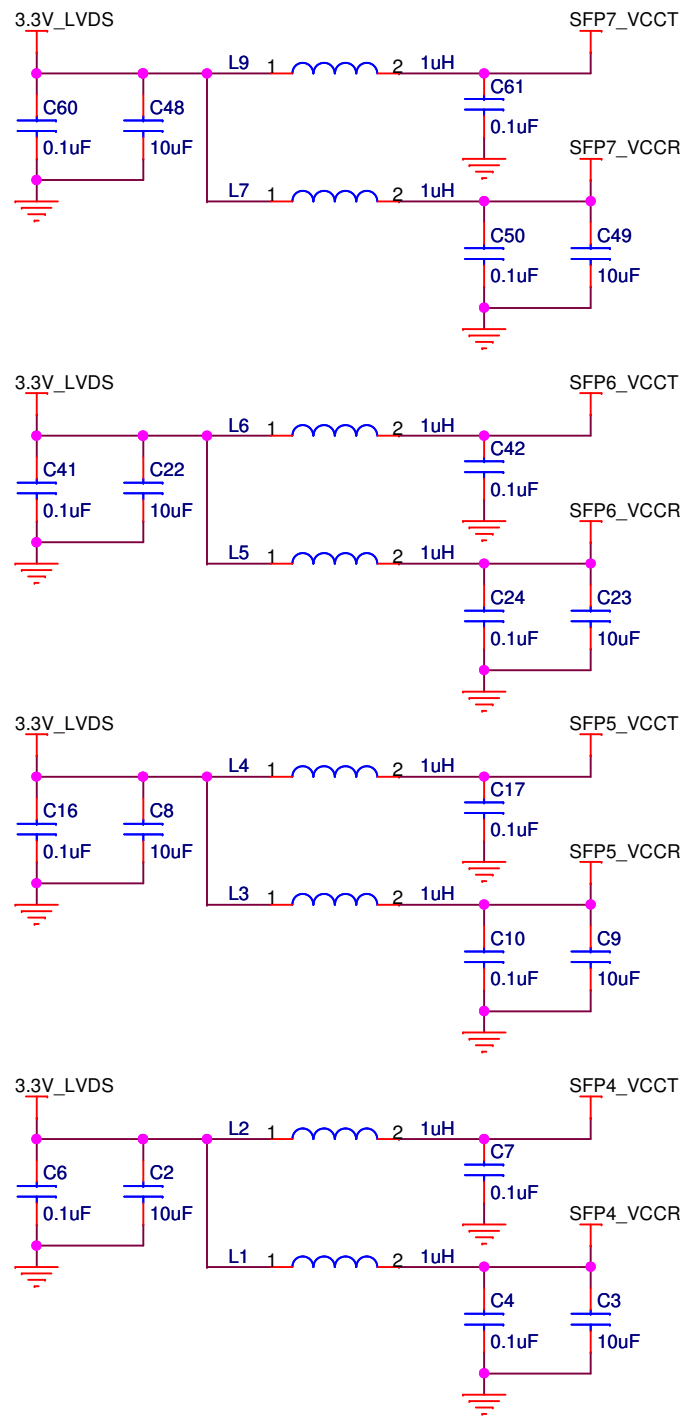 3.3V_LVDS SFP7_VCCT
L9 1 2 1uH
C60 C48 C61
0.1uF 10uF 0.1uF
SFP7_VCCR
L7 1 2 1uH
C50 C49
0.1uF 10uF
3.3V_LVDS SFP6_VCCT
L6 1 2 1uH
C41 C22 C42
0.1uF 10uF 0.1uF
SFP6_VCCR
L5 1 2 1uH
C24 C23
0.1uF 10uF
3.3V_LVDS SFP5_VCCT
L4 1 2 1uH
C16 C8 C17
0.1uF 10uF 0.1uF
SFP5_VCCR
L3 1 2 1uH
C10 C9
0.1uF 10uF
3.3V_LVDS SFP4_VCCT
L2 1 2 1uH
C6 C2 C7
0.1uF 10uF 0.1uF
SFP4_VCCR
L1 1 2 1uH
C4 C3
0.1uF 10uF